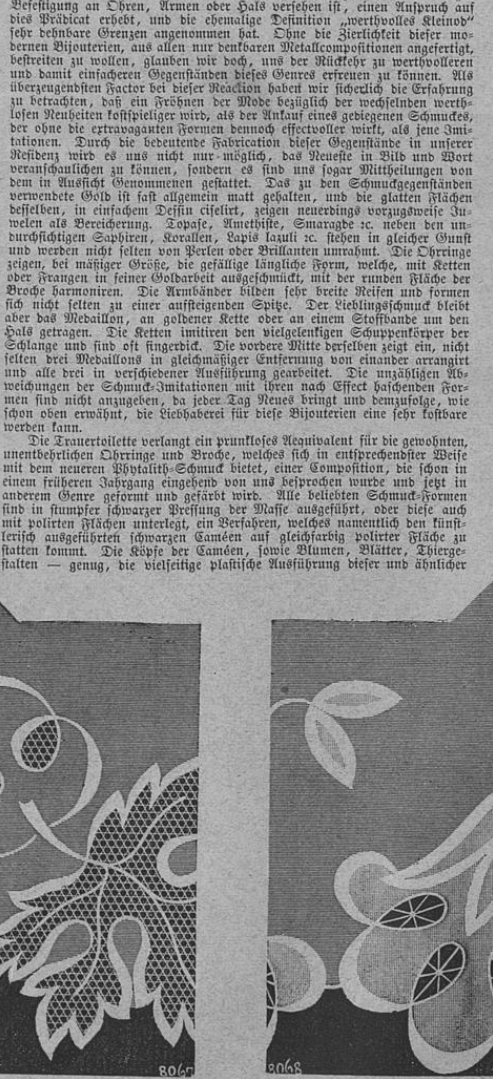 Befestigung an Ohren, Armen oder Hals versehen ist, einen Anspruch auf
dies Prädicat erhebt, und die ehemalige Definition „werthvolles Kleinod“
sehr dehnbare Grenzen angenommen hat. Ohne die Zierlichkeit dieser mo-
dernen Bijouterien, aus allen nur denkbaren Metallcompositionen angefertigt,
bestreiten zu wollen, glauben wir doch, uns der Rückkehr zu werthvolleren
und damit einfacheren Gegenständen dieses Genres erfreuen zu können. Als
überzeugendsten Factor bei dieser Reaction haben wir sicherlich die Erfahrung
zu betrachten, daß ein Fröhnen der Mode bezüglich der wechselnden werth-
losen Neuheiten kostspieliger wird, als der Ankauf eines gediegenen Schmuckes,
der ohne die extravaganten Formen dennoch effectvoller wirkt, als jene Imi-
tationen. Durch die bedeutende Fabrication dieser Gegenstände in unserer
Residenz wird es uns nicht nur möglich, das Neueste in Bild und Wort
veranschaulichen zu können, sondern es sind uns sogar Mittheilungen von
dem in Aussicht Genommenen gestattet. Das zu den Schmuckgegenständen
verwendete Gold ist fast allgemein matt gehalten, und die glatten Flächen
desselben, in einfachem Dessin ciselirt, zeigen neuerdings vorzugsweise Ju-
welen als Bereicherung. Topase, Amethiste, Smaragde ꝛc. neben den un-
durchsichtigen Saphiren, Korallen, Lapis lazuli ꝛc. stehen in gleicher Gunst
und werden nicht selten von Perlen oder Brillanten umrahmt. Die Ohrringe
zeigen, bei mäßiger Größe, die gefällige längliche Form, welche, mit Ketten
oder Frangen in feiner Goldarbeit ausgeschmückt, mit der runden Fläche der
Broche harmoniren. Die Armbänder bilden sehr breite Reifen und formen
sich nicht selten zu einer aufsteigenden Spitze. Der Lieblingsschmuck bleibt
aber das Medaillon, an goldener Kette oder an einem Stoffbande um den
Hals getragen. Die Ketten imitiren den vielgelenkigen Schuppenkörper der
Schlange und sind oft fingerdick. Die vordere Mitte derselben zeigt ein, nicht
selten drei Medaillons in gleichmäßiger Entfernung von einander arrangirt
und alle drei in verschiedener Ausführung gearbeitet. Die unzähligen Ab-
weichungen der Schmuck-Imitationen mit ihren nach Effect haschenden For-
men sind nicht anzugeben, da jeder Tag Neues bringt und demzufolge, wie
schon oben erwähnt, die Liebhaberei für diese Bijouterien eine sehr kostbare
werden kann.
Die Trauertoilette verlangt ein prunkloses Aequivalent für die gewohnten,
unentbehrlichen Ohrringe und Broche, welches sich in entsprechendster Weise
mit dem neueren Phytalith-Schmuck bietet, einer Composition, die schon in
einem früheren Jahrgang eingehend von uns besprochen wurde und jetzt in
anderem Genre geformt und gefärbt wird. Alle beliebten Schmuck-Formen
sind in stumpfer schwarzer Pressung der Masse ausgeführt, oder diese auch
mit polirten Flächen unterlegt, ein Verfahren, welches namentlich den künst-
lerisch ausgeführten schwarzen Caméen auf gleichfarbig polirter Fläche zu
statten kommt. Die Köpfe der Caméen, sowie Blumen, Blätter, Thierge-
stalten — genug, die vielseitige plastische Ausführung dieser und ähnlicher
8067
8068